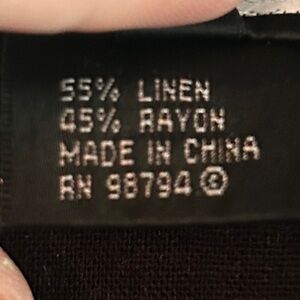 55% LINEN
45% RAYON
MADE IN CHINA
RN 98794